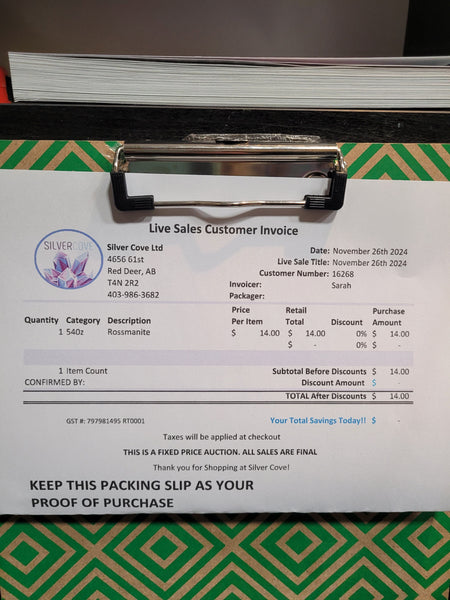 Live Sales Customer Invoice
SILVERCOVE
Silver Cove Ltd
4656 61st
Red Deer, AB
T4N 2R2
403-986-3682
Date: November 26th 2024
Live Sale Title: November 26th 2024
Customer Number: 16268
Invoicer: Sarah
Packager:
Quantity Category Description Price Per Item Retail Total Discount Purchase Amount
1 540z Rossmanite $ 14.00 $ 14.00 0% $ 14.00
$ - 0% $ -
1 Item Count Subtotal Before Discounts $ 14.00
CONFIRMED BY: Discount Amount $ -
TOTAL After Discounts $ 14.00
GST #: 797981495 RT0001 Your Total Savings Today!! $ -
Taxes will be applied at checkout
THIS IS A FIXED PRICE AUCTION. ALL SALES ARE FINAL
Thank you for Shopping at Silver Cove!
KEEP THIS PACKING SLIP AS YOUR
PROOF OF PURCHASE